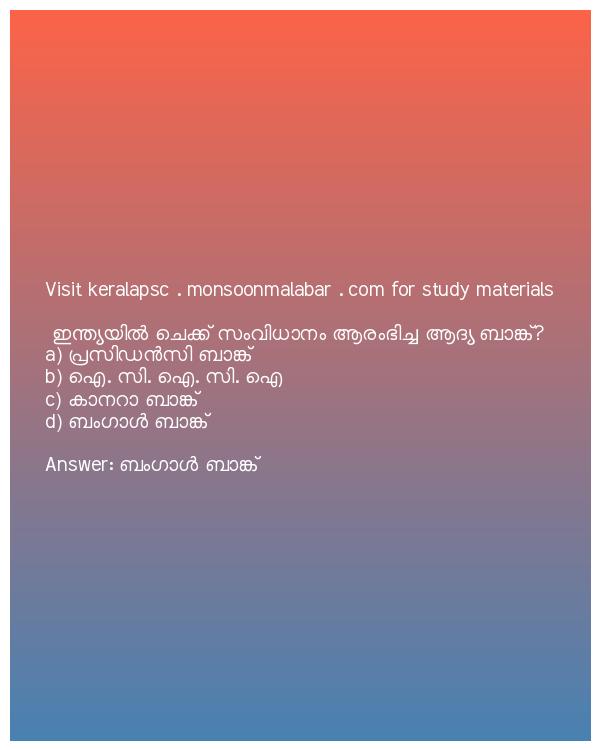 Visit keralapsc . monsoonmalabar . com for study materials
ഇന്ത്യയിൽ ചെക്ക് സംവിധാനം ആരംഭിച്ച ആദ്യ ബാങ്ക്?
a) പ്രസിഡൻസി ബാങ്ക്
b) ഐ. സി. ഐ. സി. ഐ
c) കാനറാ ബാങ്ക്
d) ബംഗാൾ ബാങ്ക്
Answer: ബംഗാൾ ബാങ്ക്